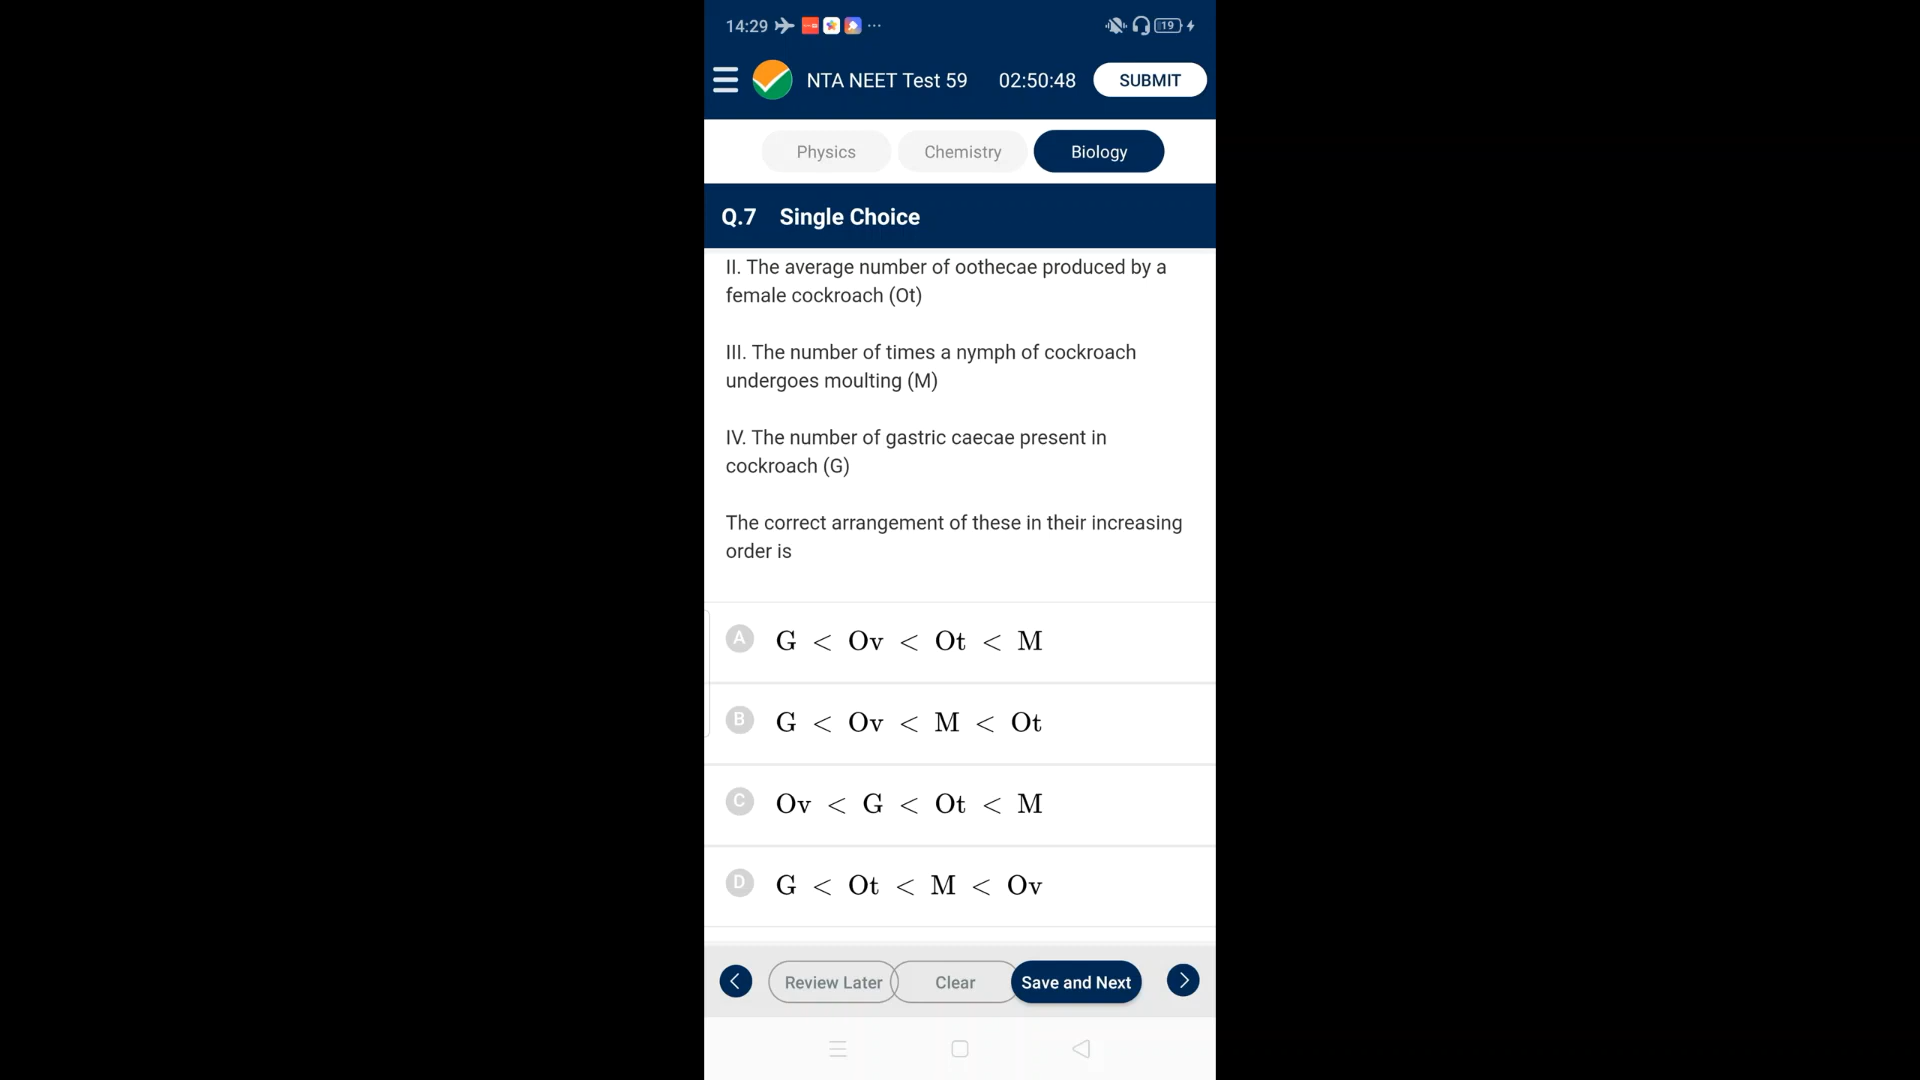 14:29 19
NTA NEET Test 59 02:50:48 SUBMIT
Physics Chemistry Biology
Q.7 Single Choice
II. The average number of oothecae produced by a
female cockroach (Ot)
III. The number of times a nymph of cockroach
undergoes moulting (M)
IV. The number of gastric caecae present in
cockroach (G)
The correct arrangement of these in their increasing
order is
A G < Ov < Ot < M
B G < Ov < M < Ot
C Ov < G < Ot < M
D G < Ot < M < Ov
Review Later Clear Save and Next